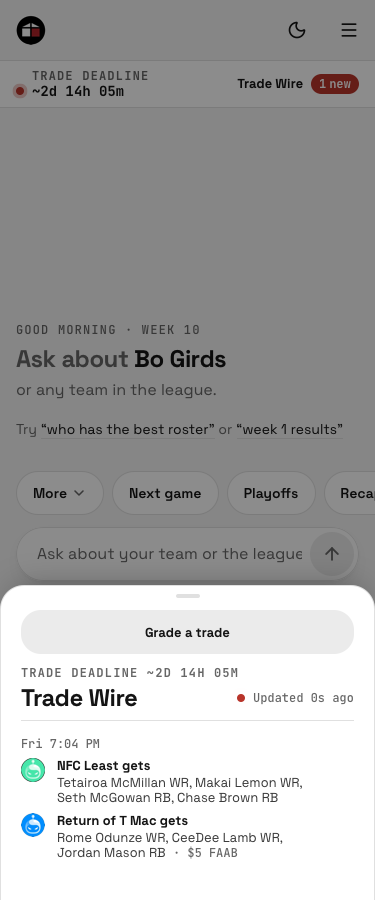 TRADE DEADLINE
~2d 14h 05m
Trade Wire 1 new
GOOD MORNING · WEEK 10
Ask about Bo Girds
or any team in the league.
Try “who has the best roster” or “week 1 results”
More Next game Playoffs Reca
Ask about your team or the league
Grade a trade
TRADE DEADLINE ~2D 14H 05M
Trade Wire Updated 0s ago
Fri 7:04 PM
NFC Least gets
Tetairoa McMillan WR, Makai Lemon WR,
Seth McGowan RB, Chase Brown RB
Return of T Mac gets
Rome Odunze WR, CeeDee Lamb WR,
Jordan Mason RB · $5 FAAB